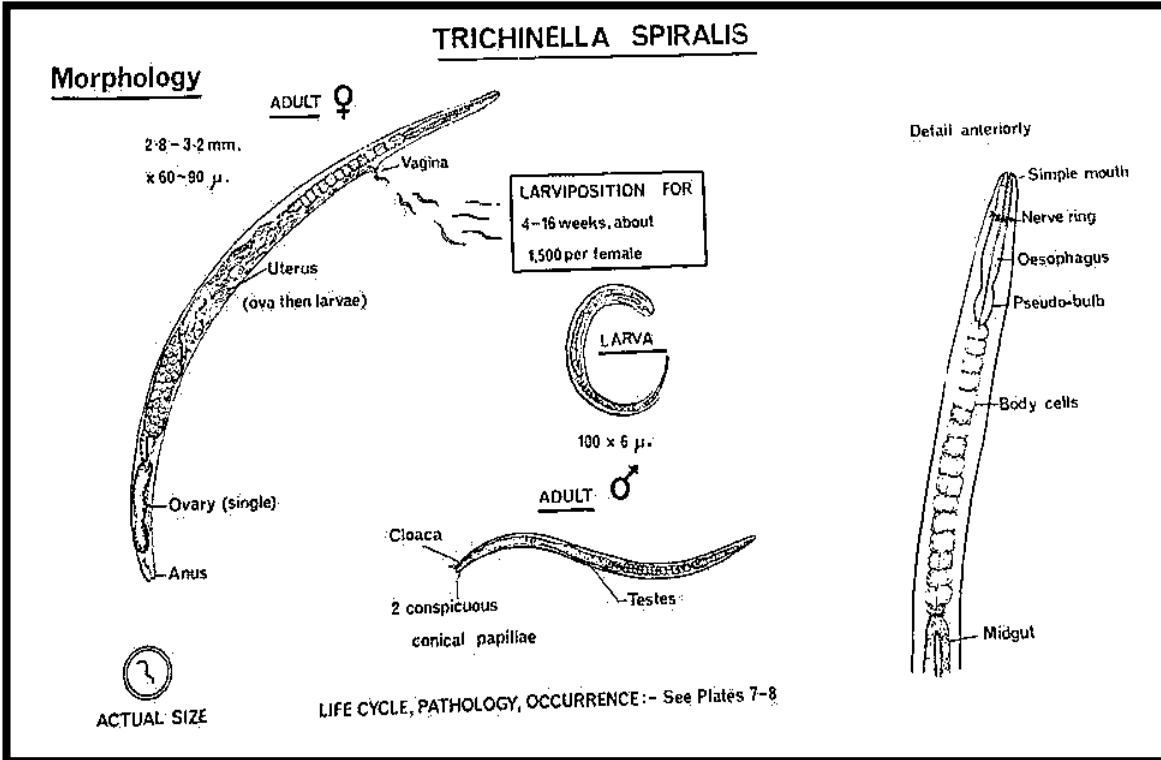 TRICHINELLA SPIRALIS
Morphology
ADULT ♀
2·8-3·2 mm.
x 60-90 µ.
Vagina
LARVIPOSITION FOR
4-16 weeks, about
1,500 per female
Uterus
(ova then larvae)
LARVA
100 x 6 µ.
ADULT ♂
Ovary (single)
Anus
Cloaca
2 conspicuous
conical papiliae
Testes
Detail anteriorly
Simple mouth
Nerve ring
Oesophagus
Pseudo-bulb
Body cells
Midgut
ACTUAL SIZE
LIFE CYCLE, PATHOLOGY, OCCURRENCE:- See Plates 7-8